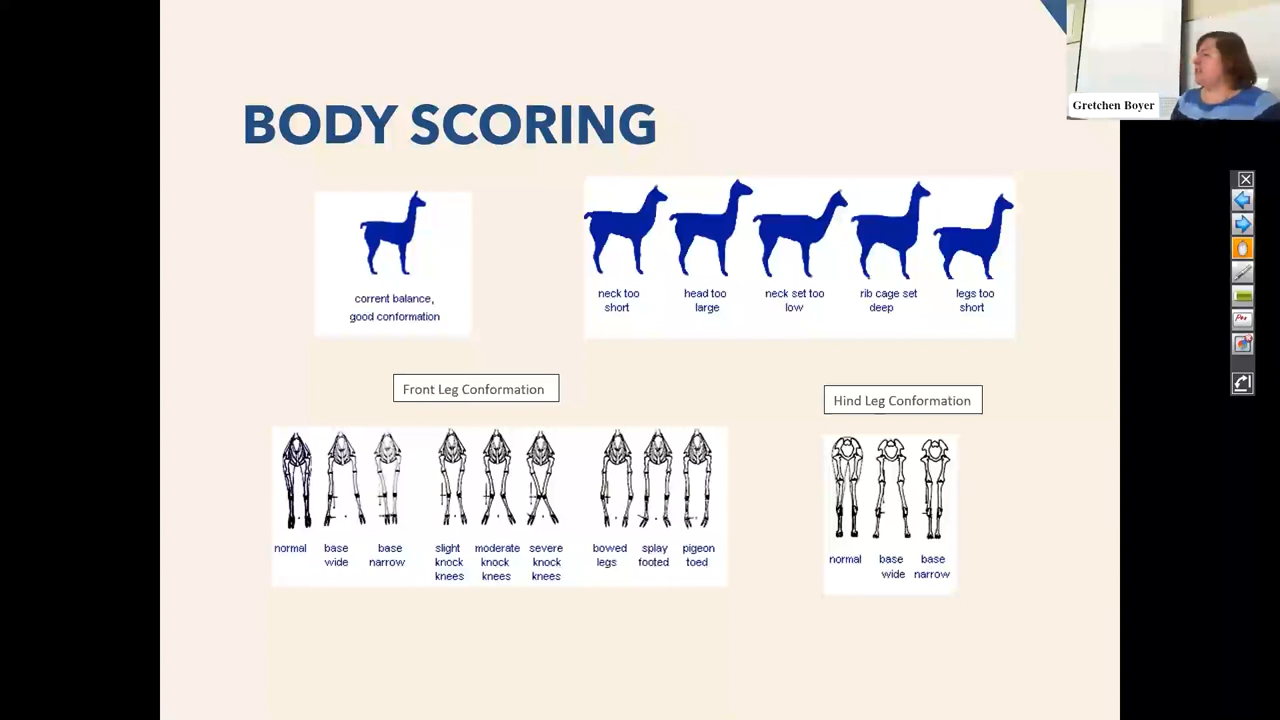 Gretchen Boyer
BODY SCORING
corrent balance,
good conformation
neck too
short
head too
large
neck set too
low
rib cage set
deep
legs too
short
Front Leg Conformation
Hind Leg Conformation
normal
base
wide
base
narrow
slight
knock
knees
moderate
knock
knees
severe
knock
knees
bowed
legs
splay
footed
pigeon
toed
normal
base
wide
base
narrow